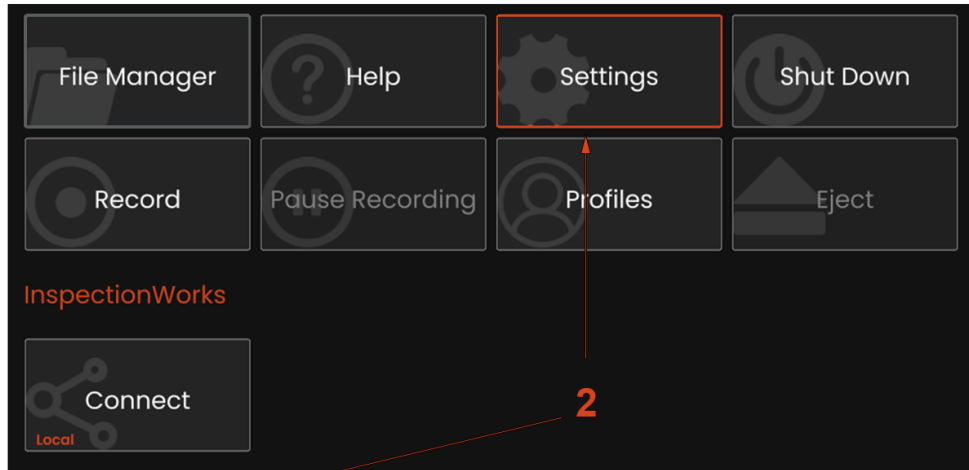 File Manager
Help
Settings
Shut Down
Record
Pause Recording
Profiles
Eject
InspectionWorks
Connect
Local
2